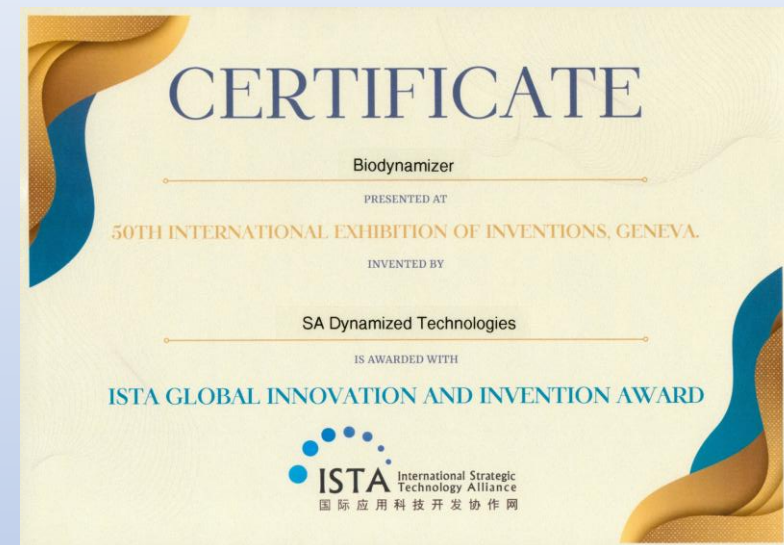 CERTIFICATE
Biodynamizer
PRESENTED AT
50TH INTERNATIONAL EXHIBITION OF INVENTIONS, GENEVA.
INVENTED BY
SA Dynamized Technologies
IS AWARDED WITH
ISTA GLOBAL INNOVATION AND INVENTION AWARD
ISTA International Strategic
Technology Alliance
国际应用科技开发协作网